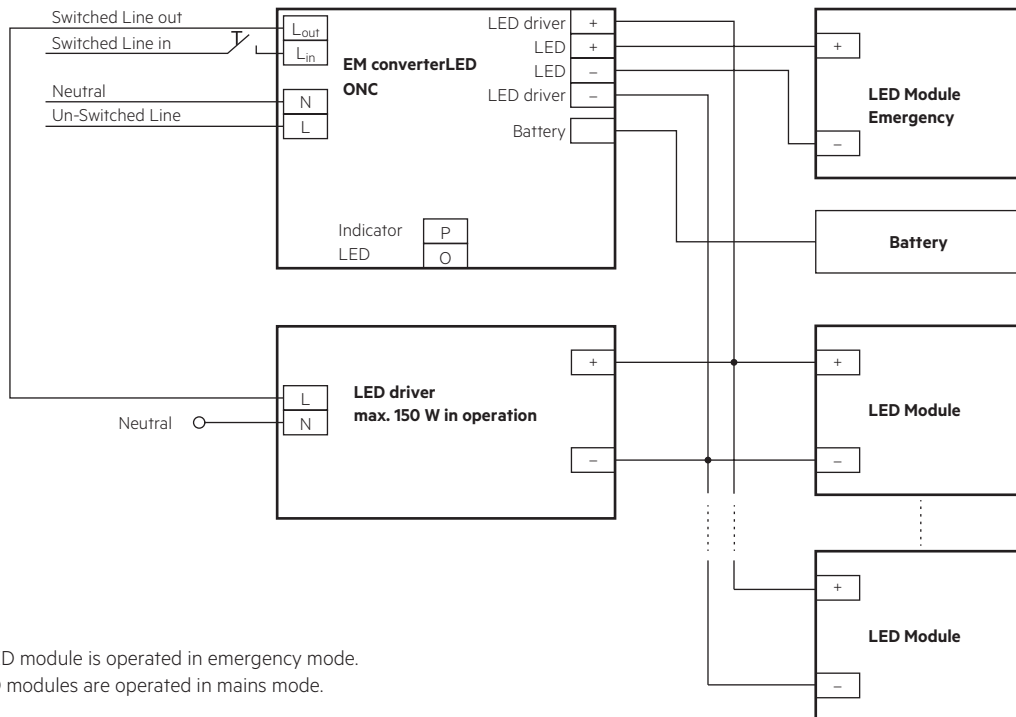 Switched Line out
Switched Line in
Neutral
Un-Switched Line
Lout
Lin
N
L
EM converterLED
ONC
LED driver +
LED +
LED –
LED driver –
Battery
Indicator P
LED O
+
–
LED Module
Emergency
Battery
L
N
Neutral
LED driver
max. 150 W in operation
+
–
+
–
LED Module
+
–
LED Module
D module is operated in emergency mode.
modules are operated in mains mode.